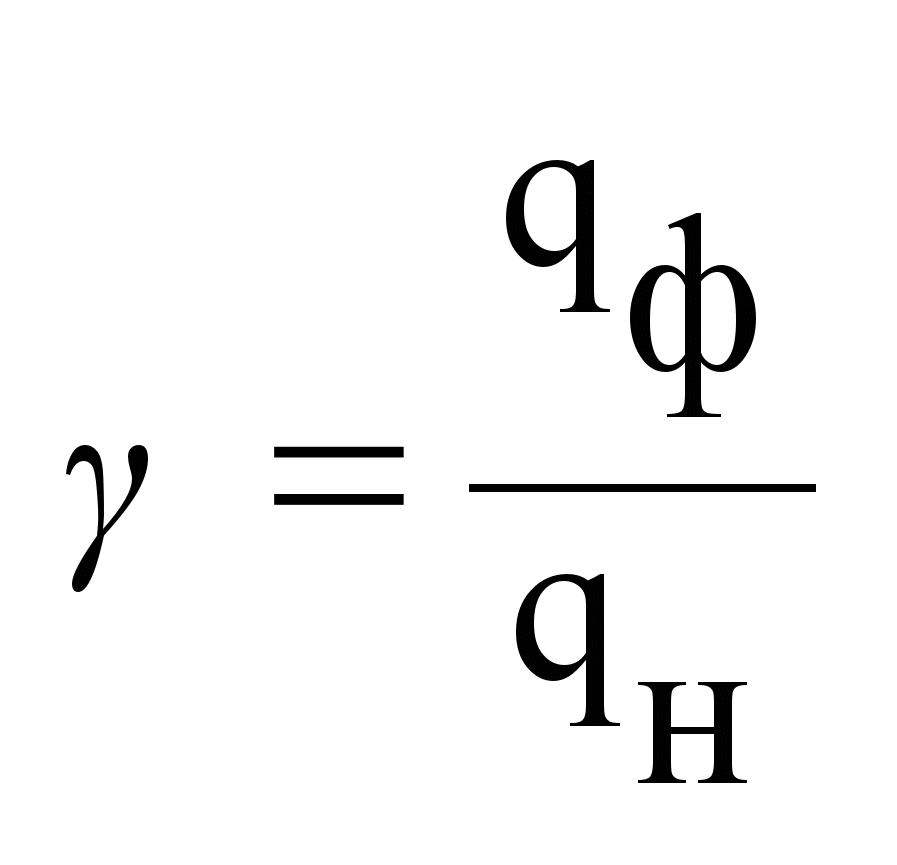 γ = qф / qн